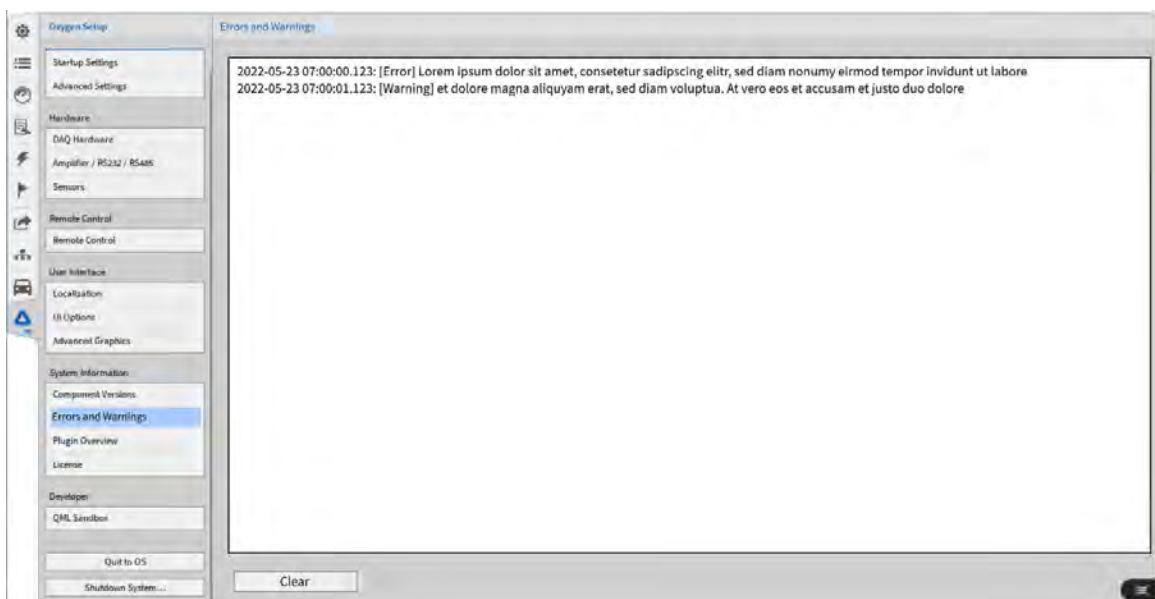 Oxygen Setup
Startup Settings
Advanced Settings
Hardware
DAQ Hardware
Amplifier / RS232 / RS485
Sensors
Remote Control
Remote Control
User Interface
Localization
UI Options
Advanced Graphics
System Information
Component Versions
Errors and Warnings
Plugin Overview
License
Developer
QML Sandbox
Quit to OS
Shutdown System...
Errors and Warnings
2022-05-23 07:00:00.123: [Error] Lorem ipsum dolor sit amet, consetetur sadipscing elitr, sed diam nonumy eirmod tempor invidunt ut labore
2022-05-23 07:00:01.123: [Warning] et dolore magna aliquyam erat, sed diam voluptua. At vero eos et accusam et justo duo dolore
Clear